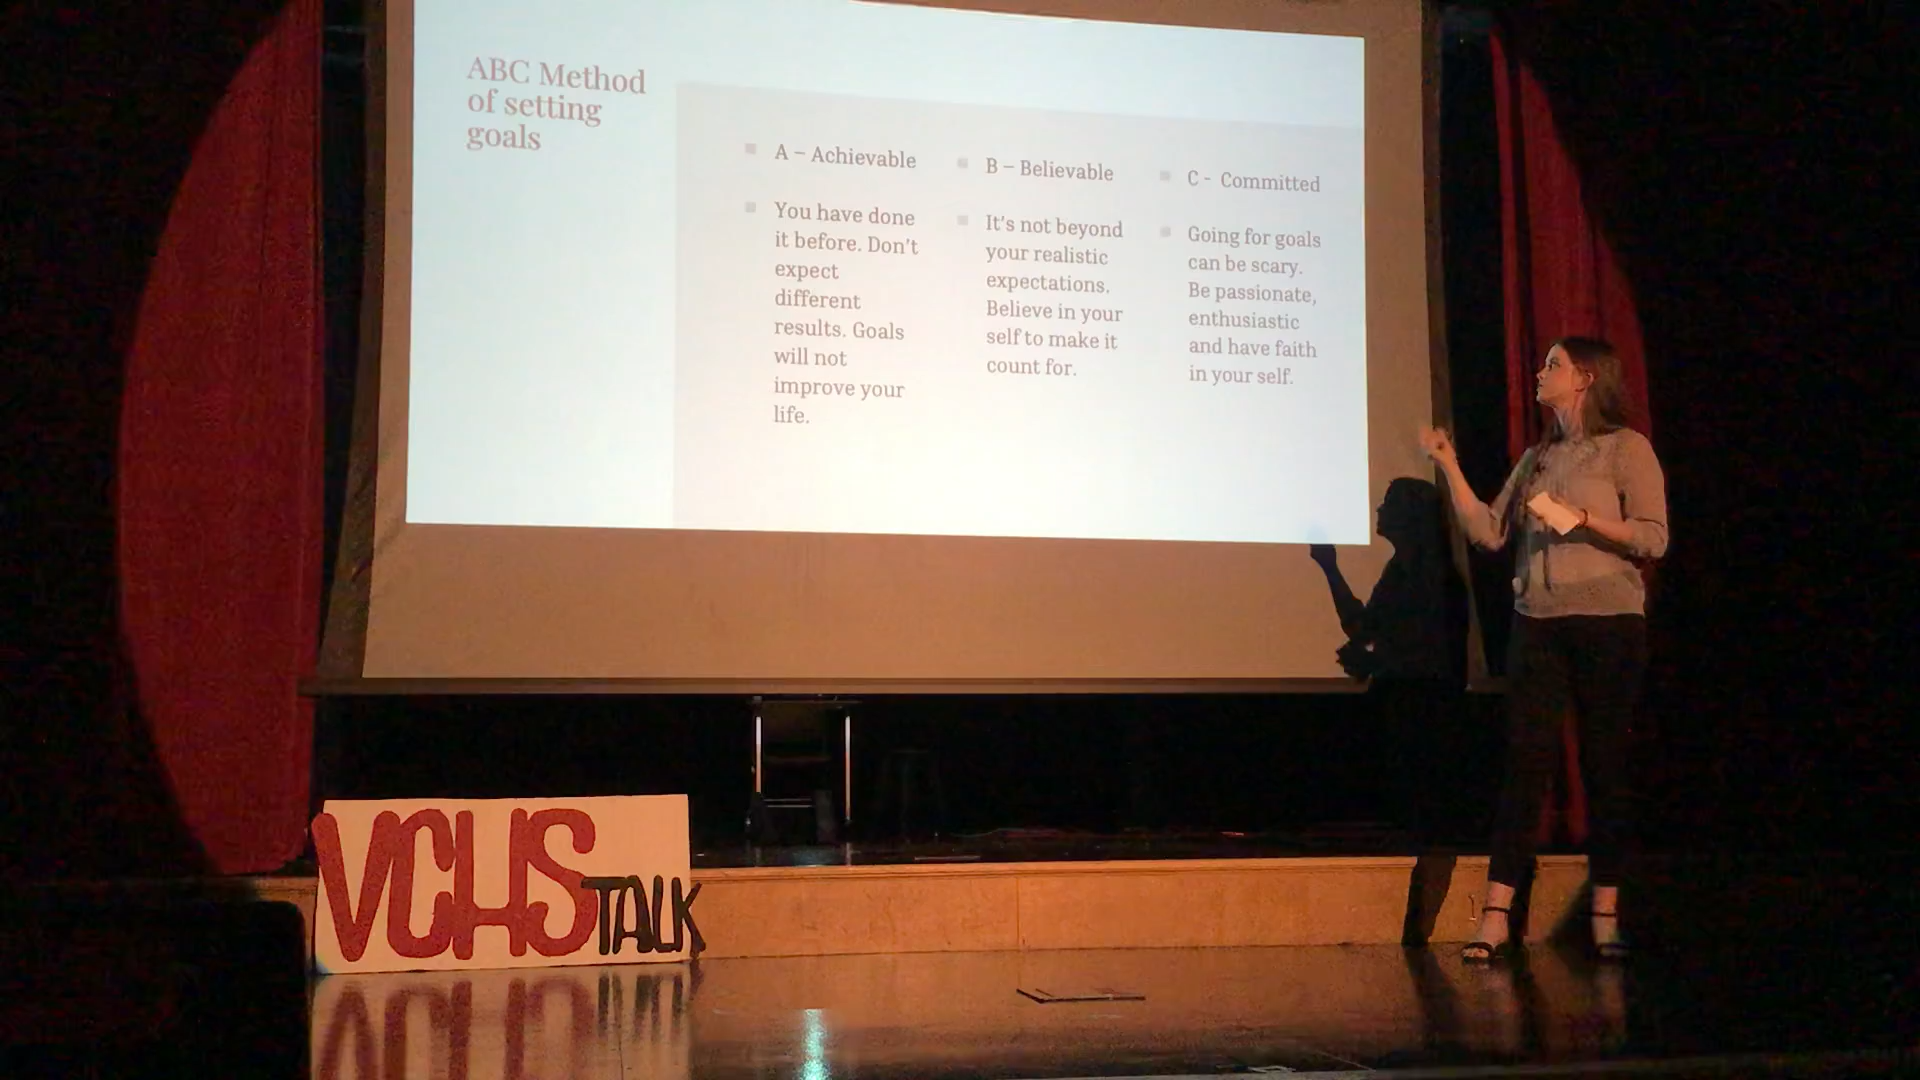 ABC Method
of setting
goals
A – Achievable
You have done
it before. Don't
expect
different
results. Goals
will not
improve your
life.
B – Believable
It's not beyond
your realistic
expectations.
Believe in your
self to make it
count for.
C - Committed
Going for goals
can be scary.
Be passionate,
enthusiastic
and have faith
in your self.
VCHS TALK